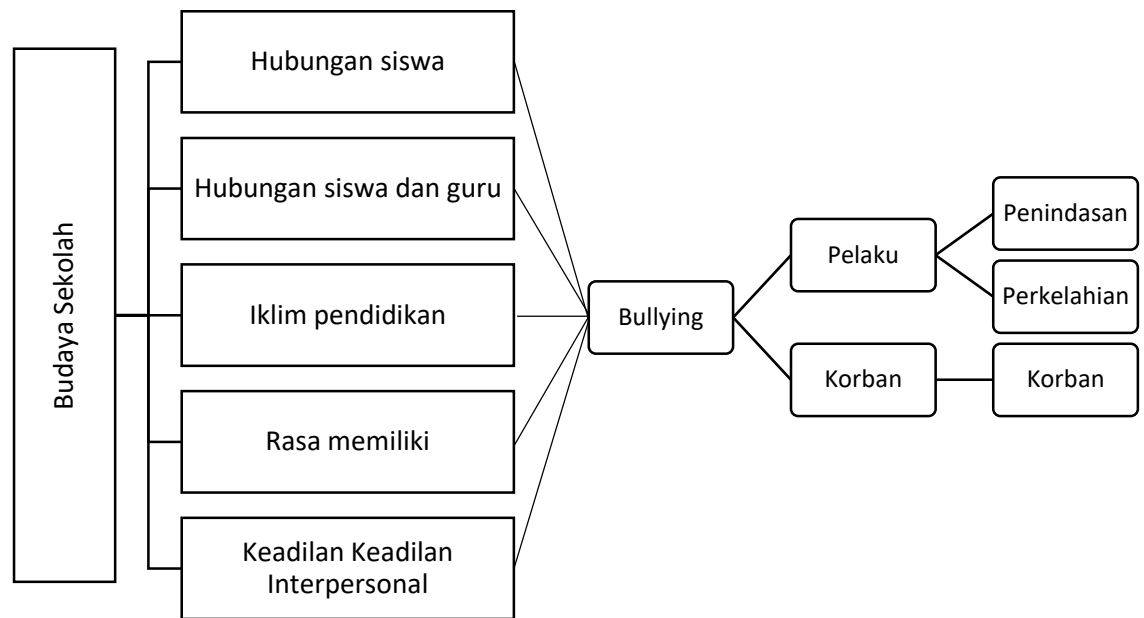 Budaya Sekolah
Hubungan siswa
Hubungan siswa dan guru
Iklim pendidikan
Rasa memiliki
Keadilan Keadilan
Interpersonal
Bullying
Pelaku
Korban
Penindasan
Perkelahian
Korban